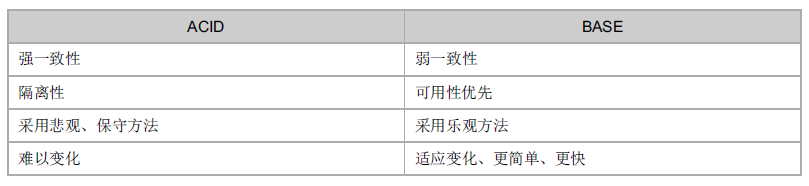 ACID BASE
强一致性 弱一致性
隔离性 可用性优先
采用悲观、保守方法 采用乐观方法
难以变化 适应变化、更简单、更快